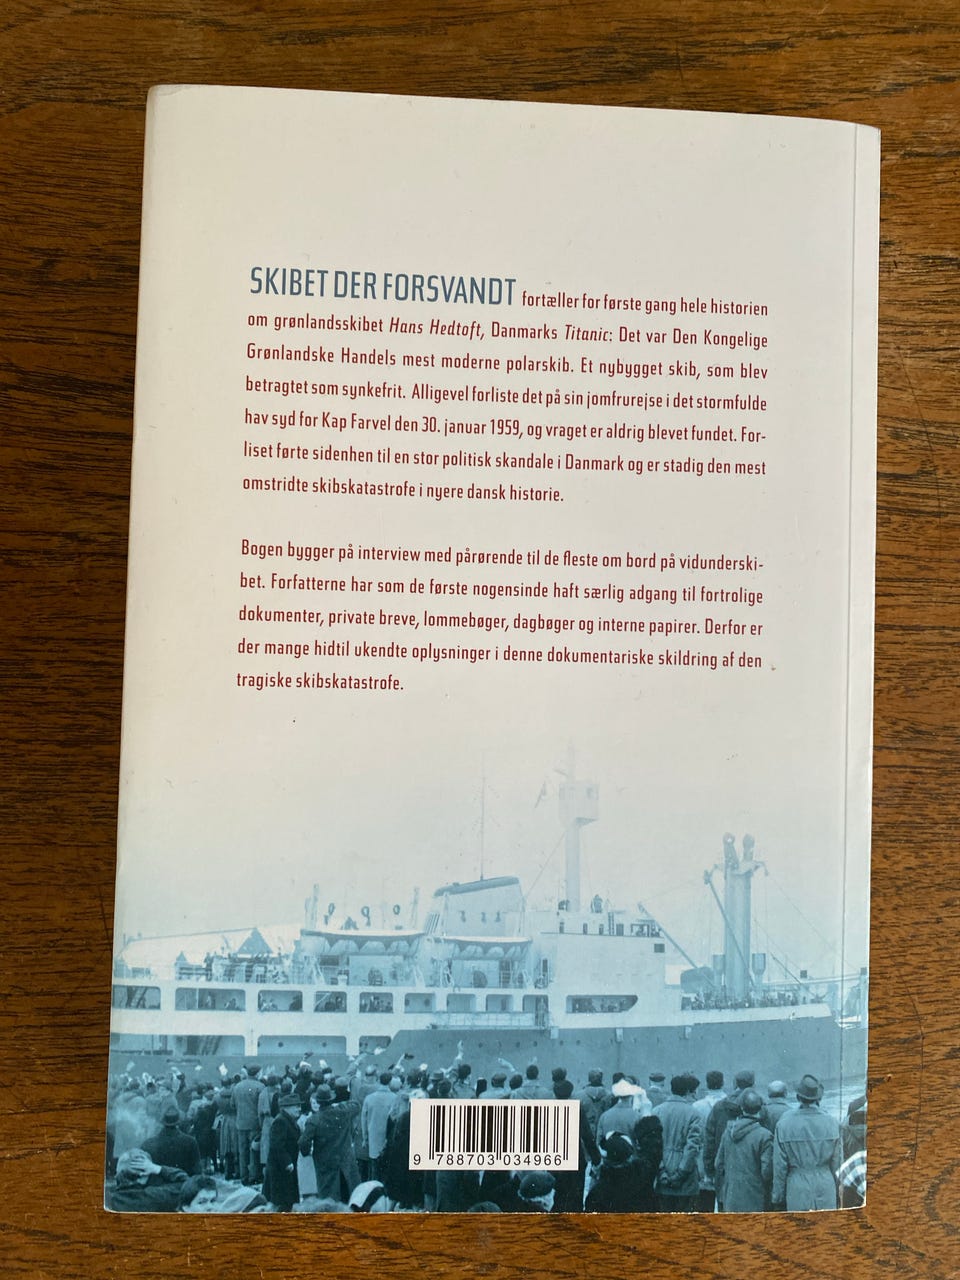 SKIBET DER FORSVANDT fortæller for første gang hele historien
om grønlandsskibet Hans Hedtoft, Danmarks Titanic: Det var Den Kongelige
Grønlandske Handels mest moderne polarskib. Et nybygget skib, som blev
betragtet som synkefrit. Alligevel forliste det på sin jomfrurejse i det stormfulde
hav syd for Kap Farvel den 30. januar 1959, og vraget er aldrig blevet fundet. For-
liset førte sidenhen til en stor politisk skandale i Danmark og er stadig den mest
omstridte skibskatastrofe i nyere dansk historie.
Bogen bygger på interview med pårørende til de fleste om bord på vidunderski-
bet. Forfatterne har som de første nogensinde haft særlig adgang til fortrolige
dokumenter, private breve, lommebøger, dagbøger og interne papirer. Derfor er
der mange hidtil ukendte oplysninger i denne dokumentariske skildring af den
tragiske skibskatastrofe.
9 788703 034966